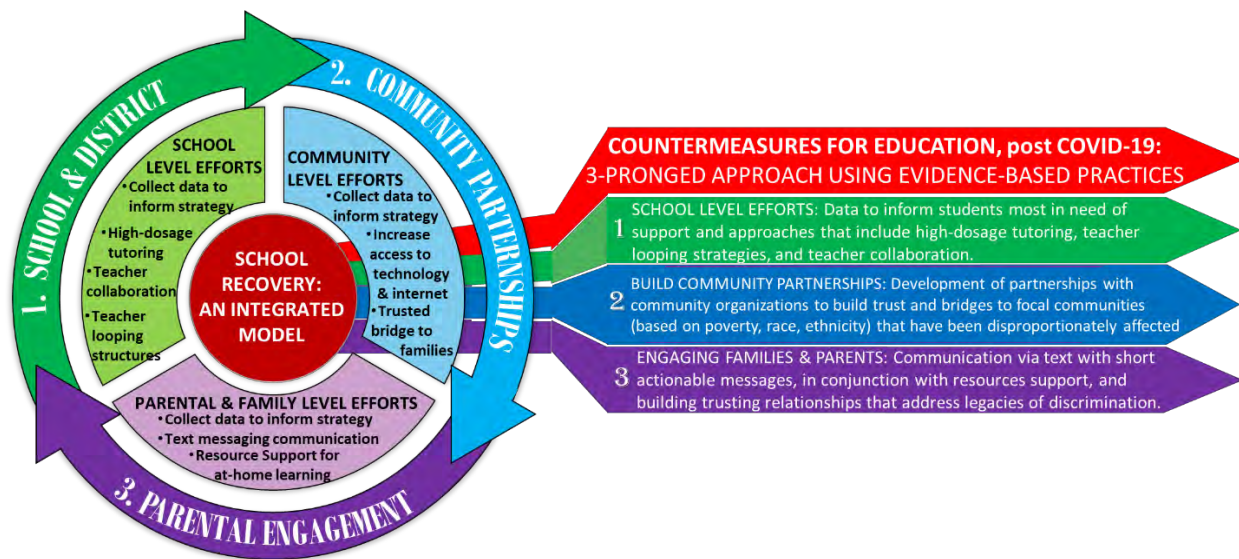 1. SCHOOL & DISTRICT
2. COMMUNITY PARTERNSHIPS
3. PARENTAL ENGAGEMENT
SCHOOL
LEVEL EFFORTS
•Collect data to
inform strategy
•High-dosage
tutoring
•Teacher
collaboration
•Teacher
looping
structures
COMMUNITY
LEVEL EFFORTS
•Collect data to
inform strategy
•Increase
access to
technology
& internet
•Trusted
bridge to
families
SCHOOL
RECOVERY:
AN INTEGRATED
MODEL
PARENTAL & FAMILY LEVEL EFFORTS
•Collect data to inform strategy
•Text messaging communication
•Resource Support for
at-home learning
COUNTERMEASURES FOR EDUCATION, post COVID-19:
3-PRONGED APPROACH USING EVIDENCE-BASED PRACTICES
1 SCHOOL LEVEL EFFORTS: Data to inform students most in need of
support and approaches that include high-dosage tutoring, teacher
looping strategies, and teacher collaboration.
2 BUILD COMMUNITY PARTNERSHIPS: Development of partnerships with
community organizations to build trust and bridges to focal communities
(based on poverty, race, ethnicity) that have been disproportionately affected
3 ENGAGING FAMILIES & PARENTS: Communication via text with short
actionable messages, in conjunction with resources support, and
building trusting relationships that address legacies of discrimination.